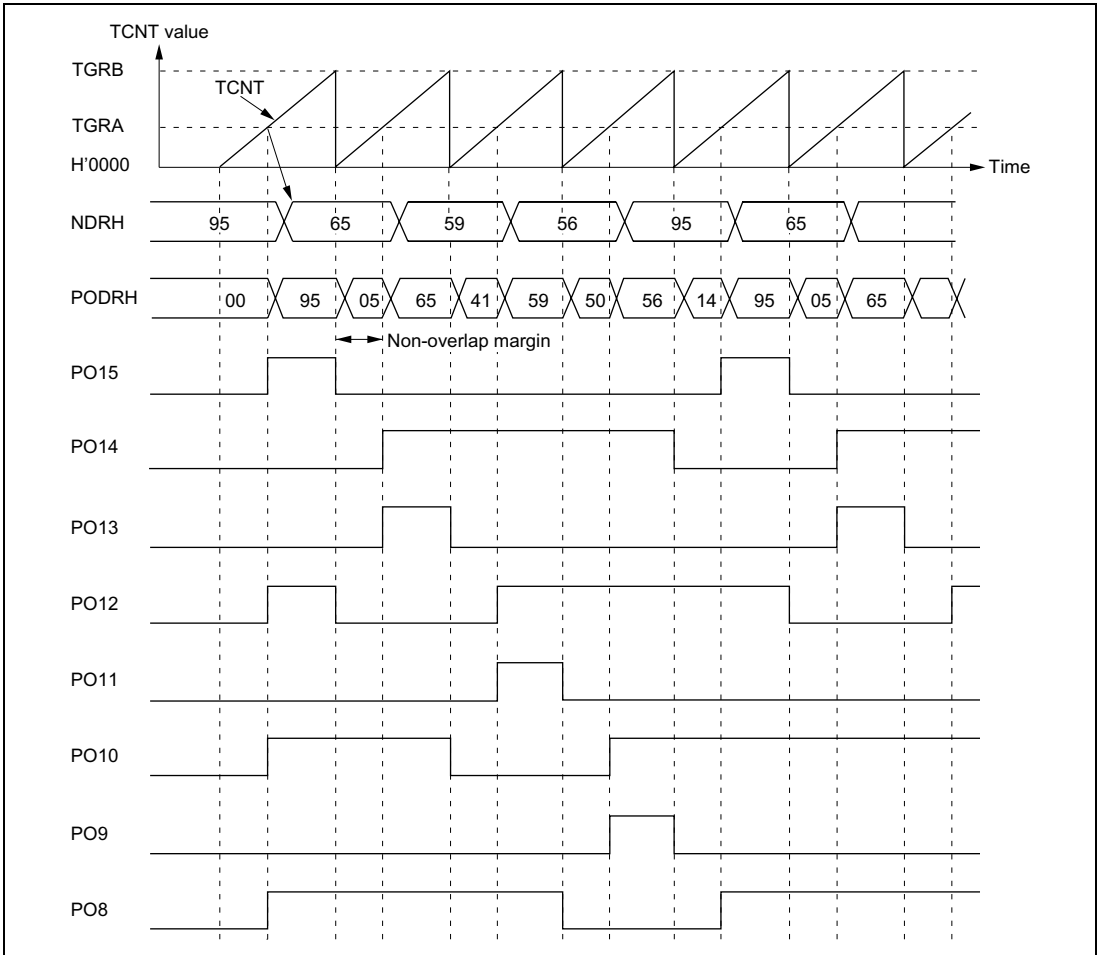 TCNT value
TGRB
TCNT
TGRA
H'0000
Time
NDRH
95 65 59 56 95 65
PODRH
00 95 05 65 41 59 50 56 14 95 05 65
Non-overlap margin
PO15
PO14
PO13
PO12
PO11
PO10
PO9
PO8